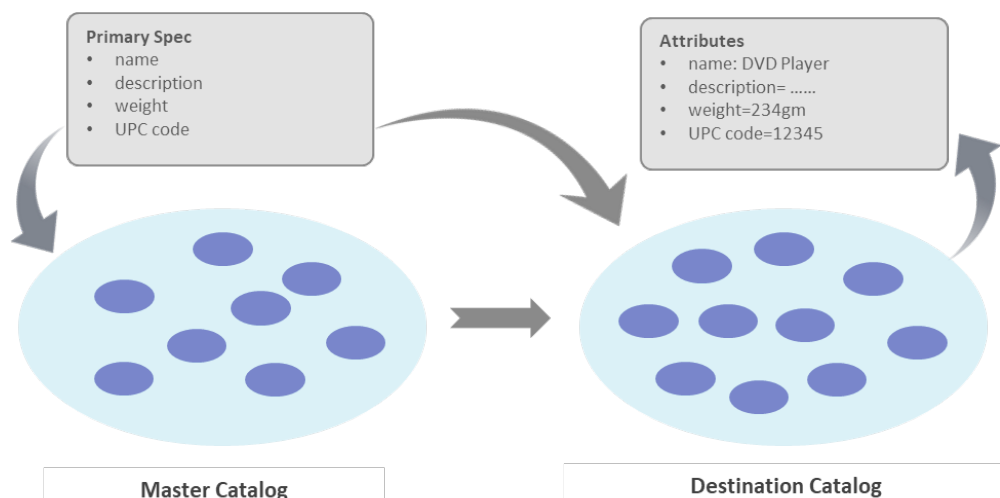 Primary Spec
• name
• description
• weight
• UPC code
Attributes
• name: DVD Player
• description= ……
• weight=234gm
• UPC code=12345
Master Catalog
Destination Catalog